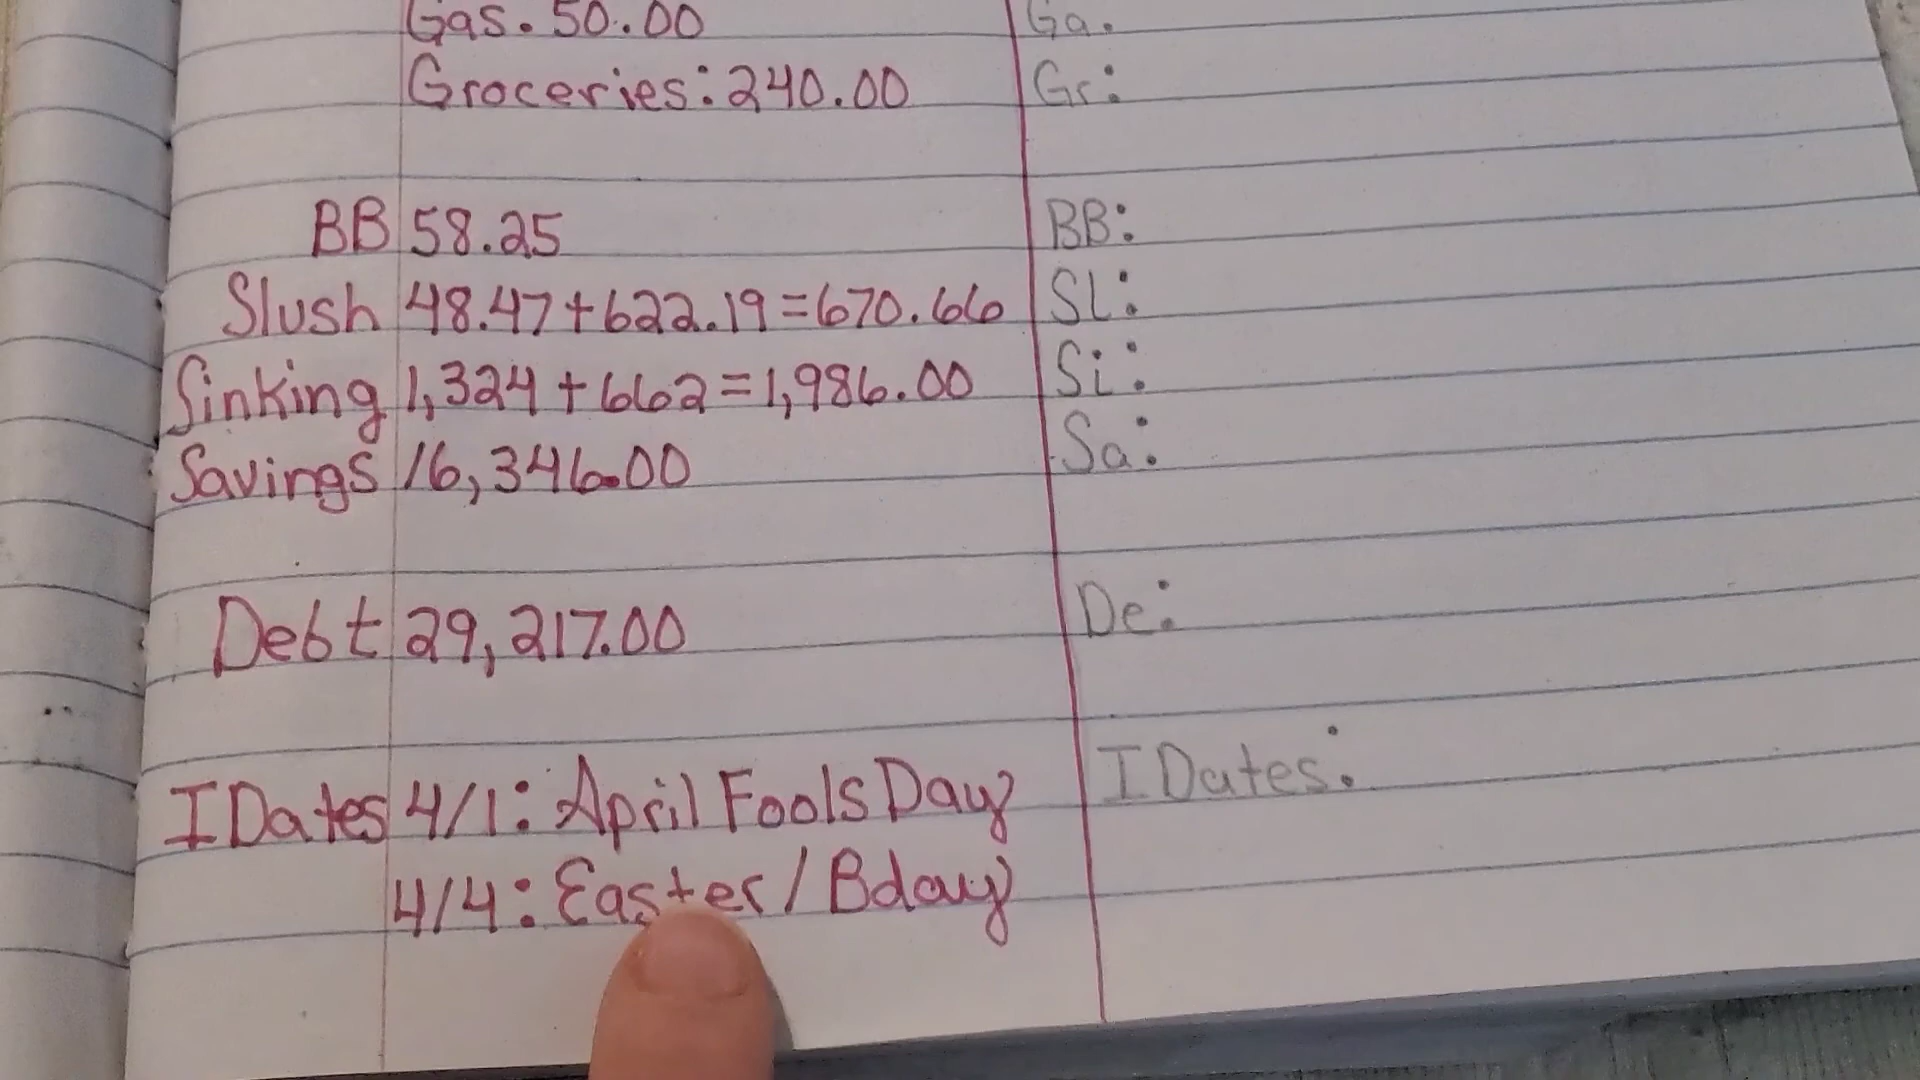 Gas. 50.00
Groceries: 240.00
BB 58.25
Slush 48.47+622.19=670.66
Sinking 1,324+662=1,986.00
Savings 16,346.00
Debt 29,217.00
IDates 4/1: April Fools Day
4/4: Easter/Bday
Ga.
Gr:
BB:
Sl:
Si:
Sa:
De:
IDates: